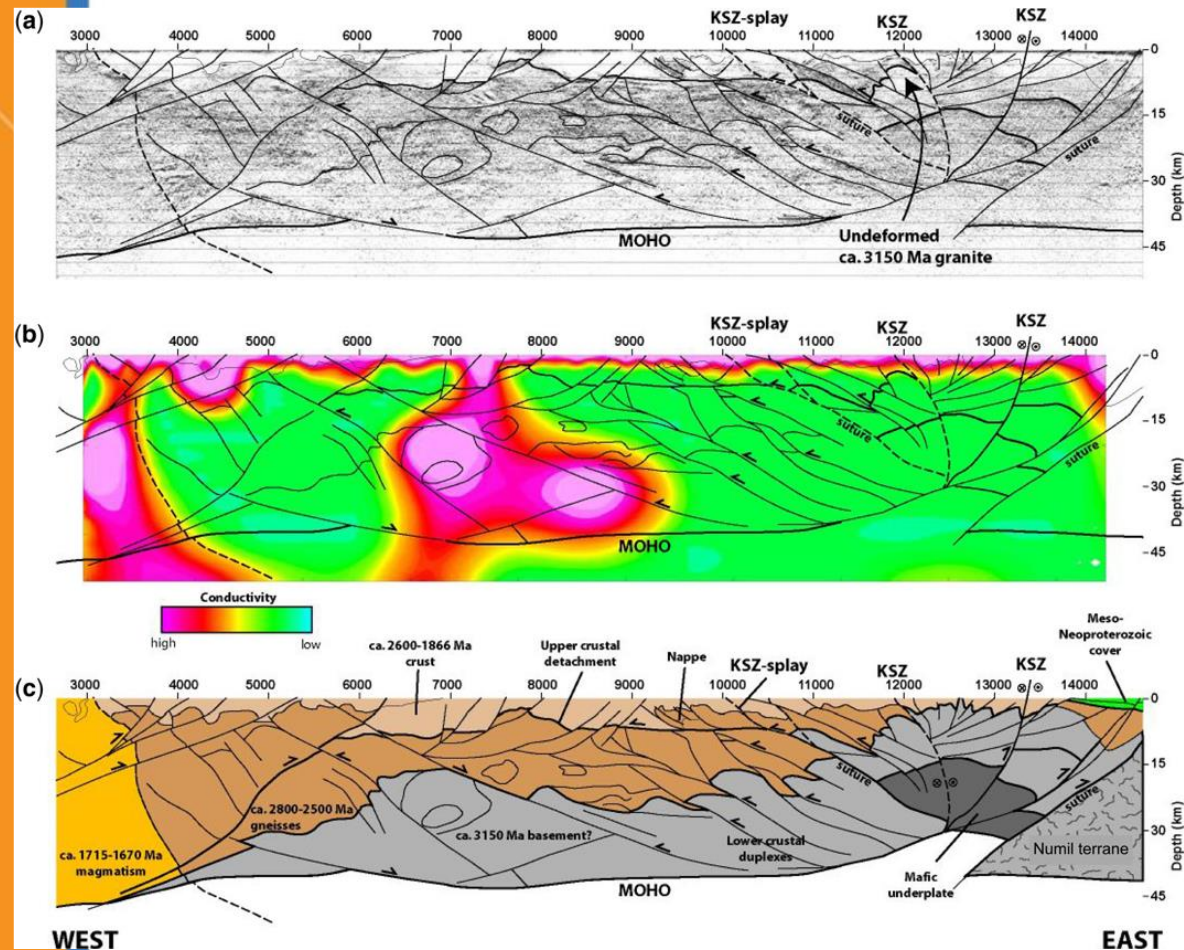 (a)
KSZ-splay KSZ KSZ
3000 4000 6000 7000 8000 9000 10000 11000 12000 13000 14000
0
15
30
45
Depth (km)
suture
suture
MOHO
Undeformed
ca. 3150 Ma granite
(b)
KSZ-splay KSZ KSZ
3000 4000 5000 6000 7000 8000 9000 10000 11000 12000 13000 14000
0
15
30
45
Depth (km)
suture
suture
MOHO
Conductivity
high low
(c)
ca. 2600-1866 Ma
crust
Upper crustal
detachment
Nappe
KSZ-splay KSZ KSZ
Meso-
Neoproterozoic
cover
3000 4000 5000 6000 7000 8000 9000 10000 11000 12000 13000 14000
0
15
30
45
Depth (km)
suture
suture
ca. 2800-2500 Ma
gneisses
ca. 3150 Ma basement?
Lower crustal
duplexes
ca. 1715-1670 Ma
magmatism
Numil terrane
Mafic
underplate
MOHO
WEST EAST